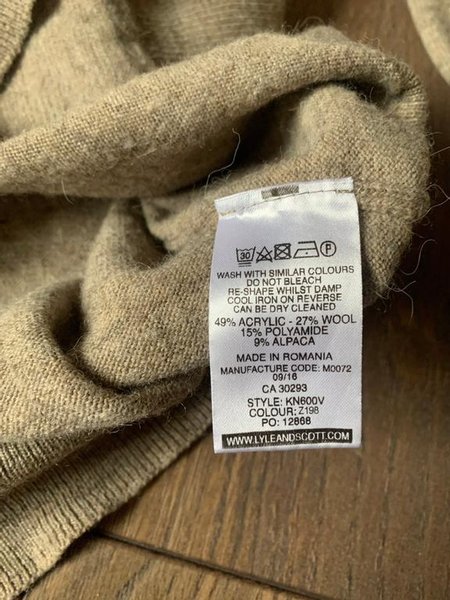 30 P
WASH WITH SIMILAR COLOURS
DO NOT BLEACH
RE-SHAPE WHILST DAMP
COOL IRON ON REVERSE
CAN BE DRY CLEANED
49% ACRYLIC - 27% WOOL
15% POLYAMIDE
9% ALPACA
MADE IN ROMANIA
MANUFACTURE CODE: M0072
09/16
CA 30293
STYLE: KN600V
COLOUR: Z198
PO: 12868
WWW.LYLEANDSCOTT.COM